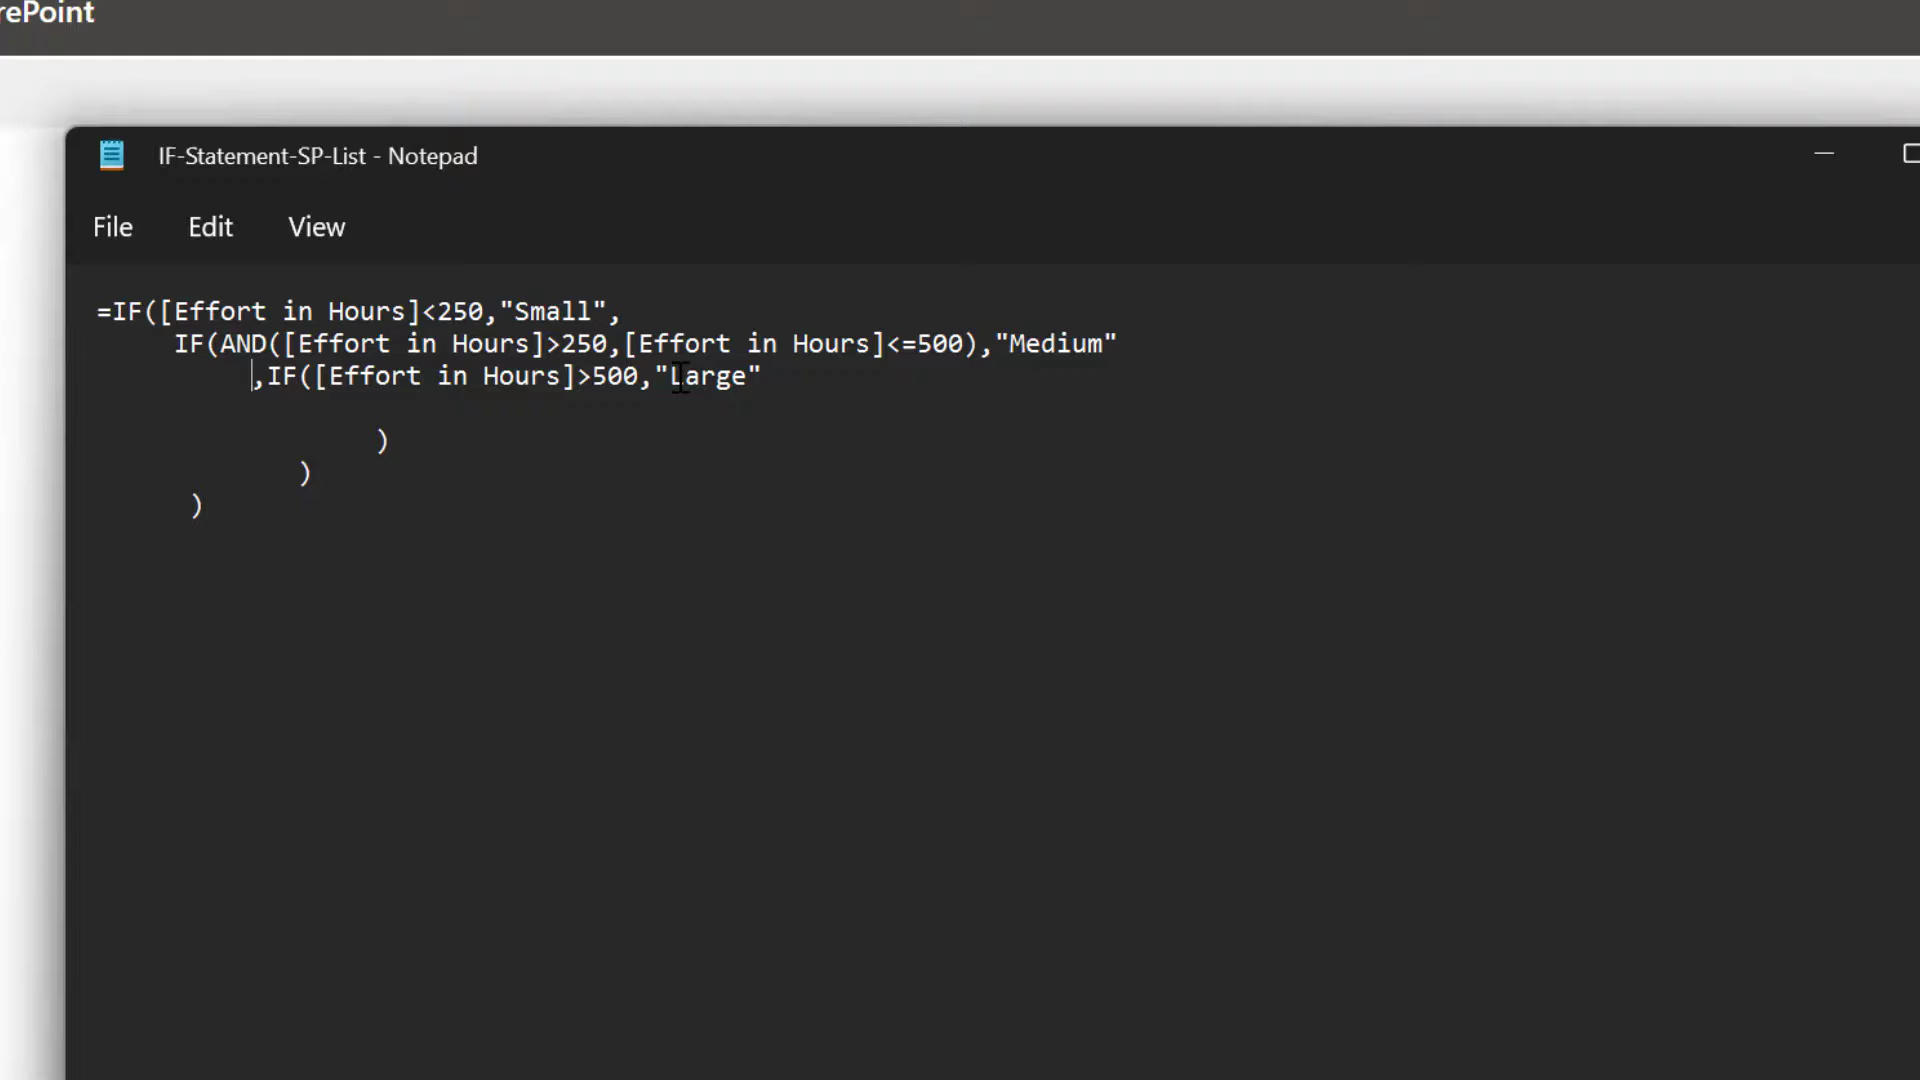 rePoint
IF-Statement-SP-List - Notepad
File Edit View
=IF([Effort in Hours]<250,"Small",
IF(AND([Effort in Hours]>250,[Effort in Hours]<=500),"Medium"
,IF([Effort in Hours]>500,"Large"
)
)
)